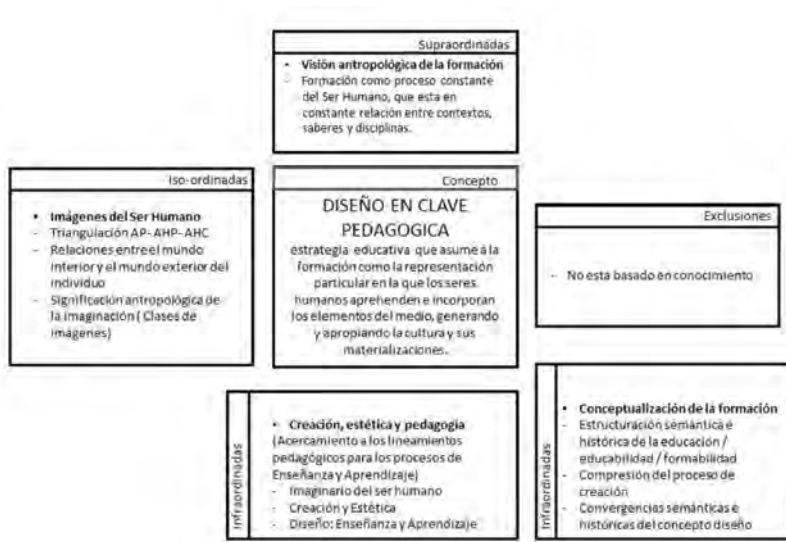 Supraordinadas
• Visión antropológica de la formación
- Formación como proceso constante
del Ser Humano, que esta en
constante relación entre contextos,
saberes y disciplinas.
Iso-ordinadas
• Imágenes del Ser Humano
- Triangulación AP- AHP- AHC
- Relaciones entre el mundo
interior y el mundo exterior del
individuo
- Significación antropológica de
la imaginación ( Clases de
imágenes)
Concepto
DISEÑO EN CLAVE
PEDAGOGICA
estrategia educativa que asume á la
formación como la representación
particular en la que los seres
humanos aprehenden e incorporan
los elementos del medio, generando
y apropiando la cultura y sus
materializaciones.
Exclusiones
- No esta basado en conocimiento
Infraordinadas
• Creación, estética y pedagogia
(Acercamiento a los lineamientos
pedagógicos para los procesos de
Enseñanza y Aprendizaje)
- Imaginario del ser humano
- Creación y Estética
- Diseño: Enseñanza y Aprendizaje
Infraordinadas
• Conceptualización de la formación
- Estructuración semántica e
histórica de la educación /
educabilidad / formabilidad
- Compresión del proceso de
creación
- Convergencias semánticas e
históricas del concepto diseño